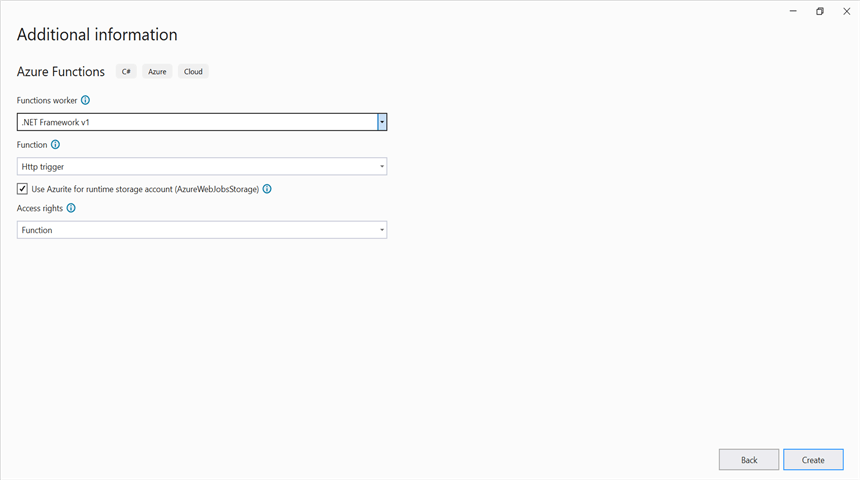 Additional information
Azure Functions C# Azure Cloud
Functions worker
.NET Framework v1
Function
Http trigger
Use Azurite for runtime storage account (AzureWebJobsStorage)
Access rights
Function
Back Create